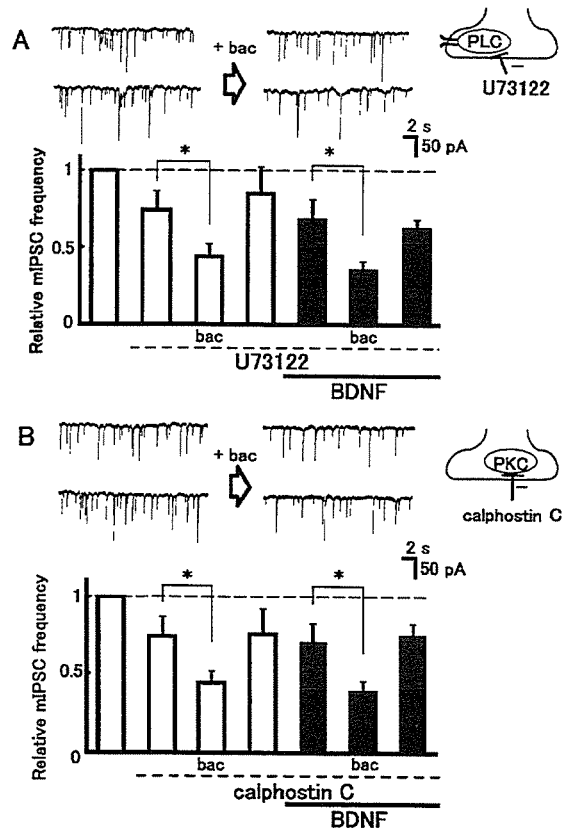 A
+ bac
PLC
U73122
2 s
50 pA
Relative mIPSC frequency
1
0.5
0
*
*
bac
bac
U73122
BDNF
B
+ bac
PKC
calphostin C
2 s
50 pA
Relative mIPSC frequency
1
0.5
0
*
*
bac
bac
calphostin C
BDNF